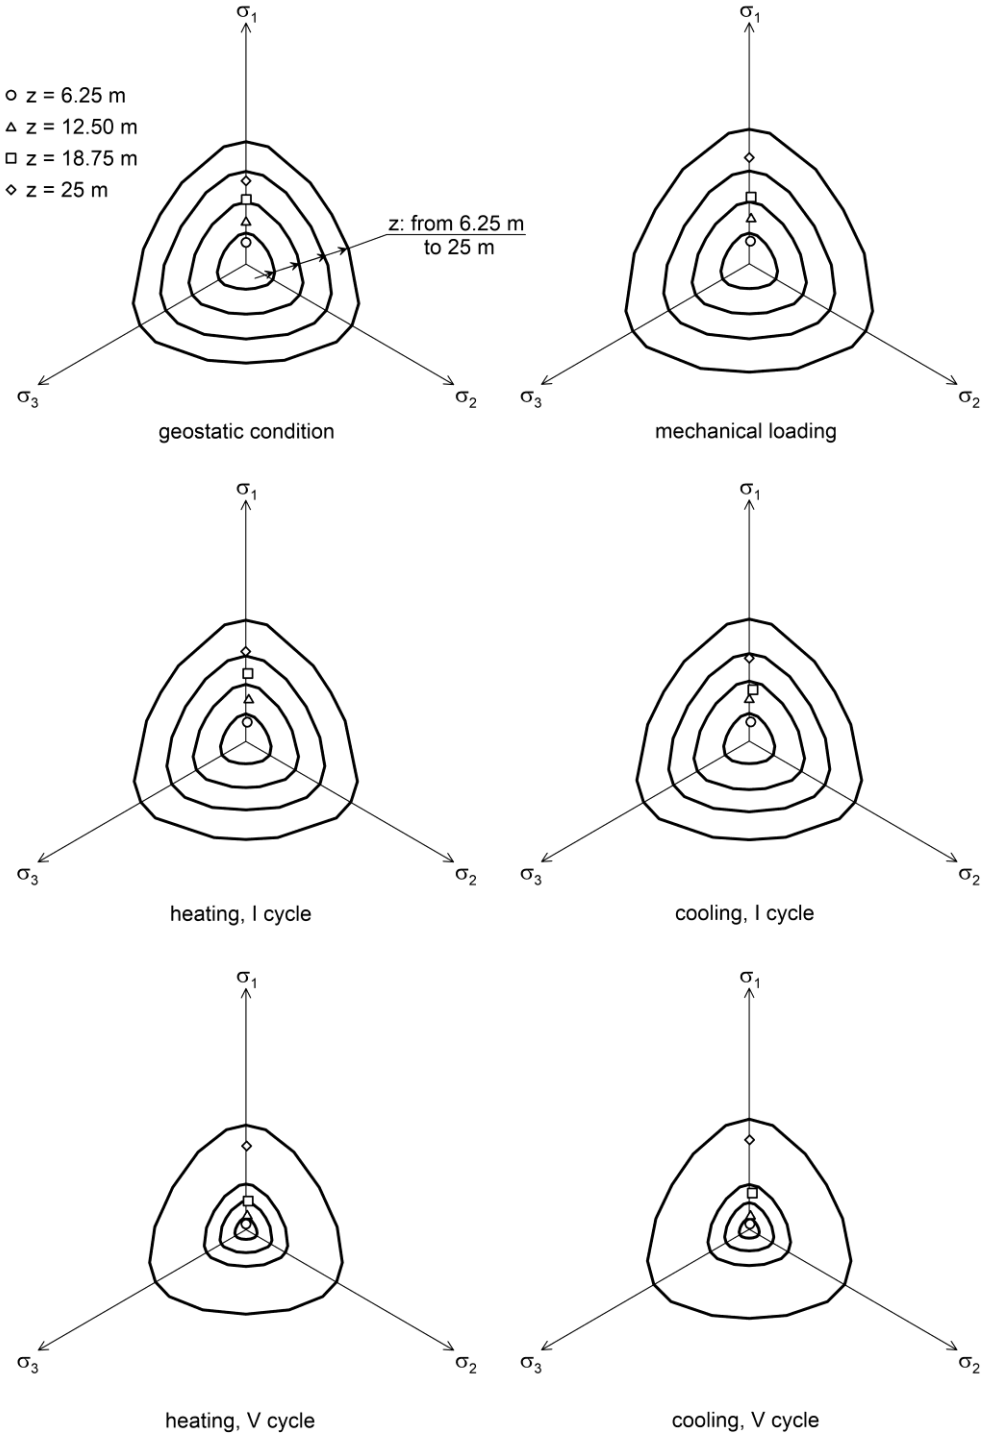 σ1
σ1
z = 6.25 m
z = 12.50 m
z = 18.75 m
z = 25 m
z: from 6.25 m
to 25 m
σ3
σ2
σ3
σ2
geostatic condition
mechanical loading
σ1
σ1
σ3
σ2
σ3
σ2
heating, I cycle
cooling, I cycle
σ1
σ1
σ3
σ2
σ3
σ2
heating, V cycle
cooling, V cycle